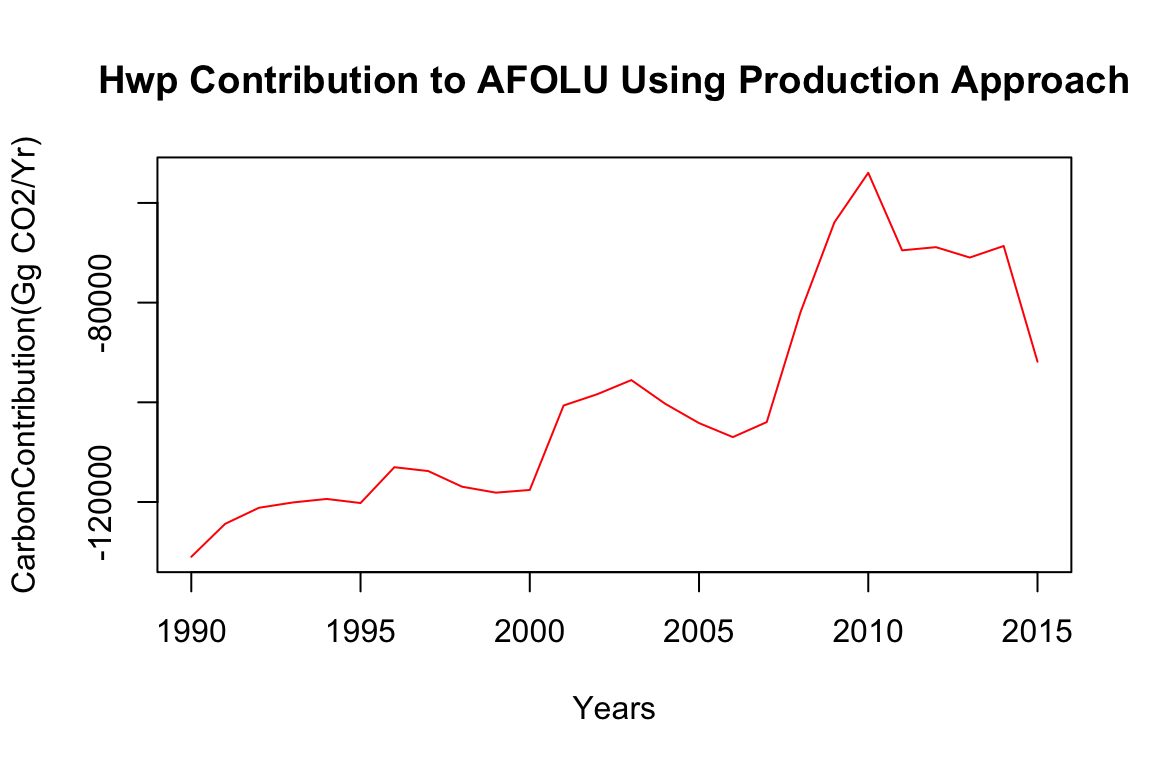 Hwp Contribution to AFOLU Using Production Approach
CarbonContribution(Gg CO2/Yr)
-80000
-120000
1990 1995 2000 2005 2010 2015
Years